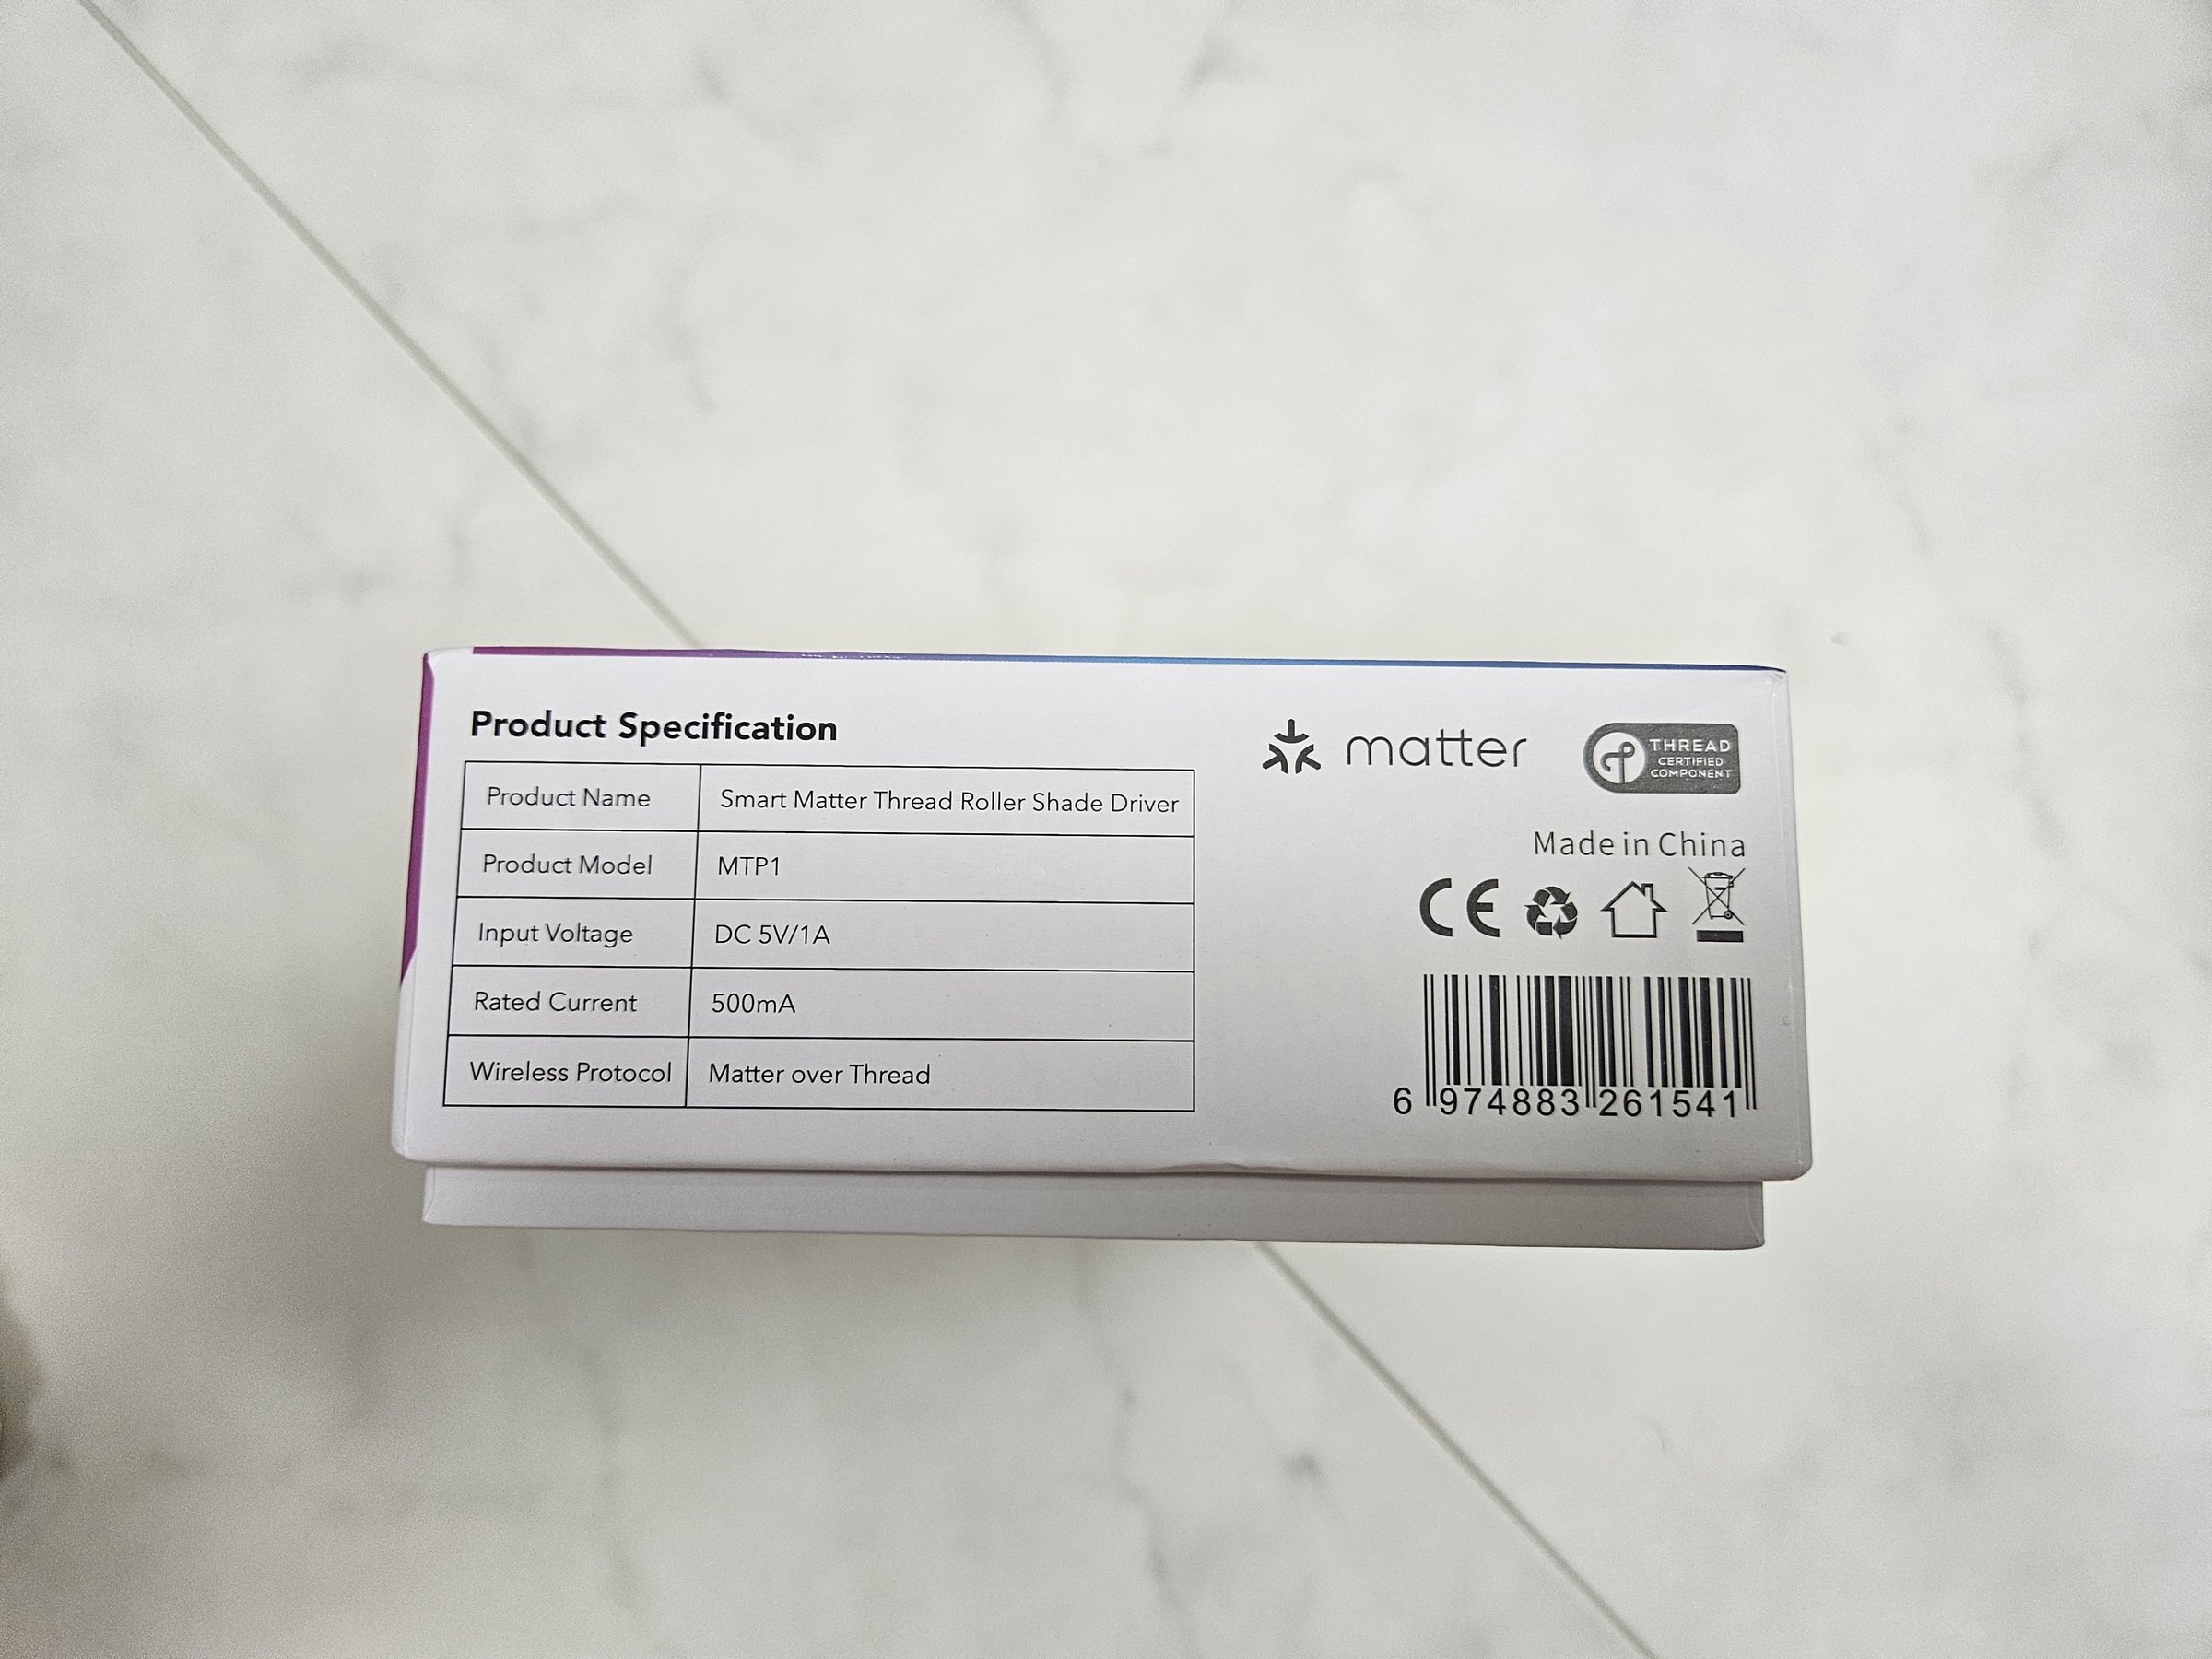 Product Specification
Product Name Smart Matter Thread Roller Shade Driver
Product Model MTP1
Input Voltage DC 5V/1A
Rated Current 500mA
Wireless Protocol Matter over Thread
matter
THREAD
CERTIFIED
COMPONENT
Made in China
CE
6 974883 261541